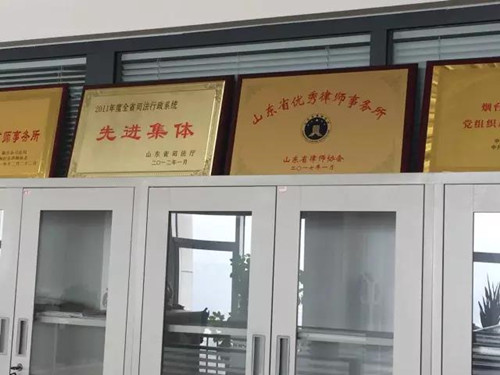 师事务所
2011年度全省司法行政系统
先进集体
山东省司法厅
二〇一二年一月
山东省优秀律师事务所
山东省律师协会
二〇一七年一月
烟台
党组织